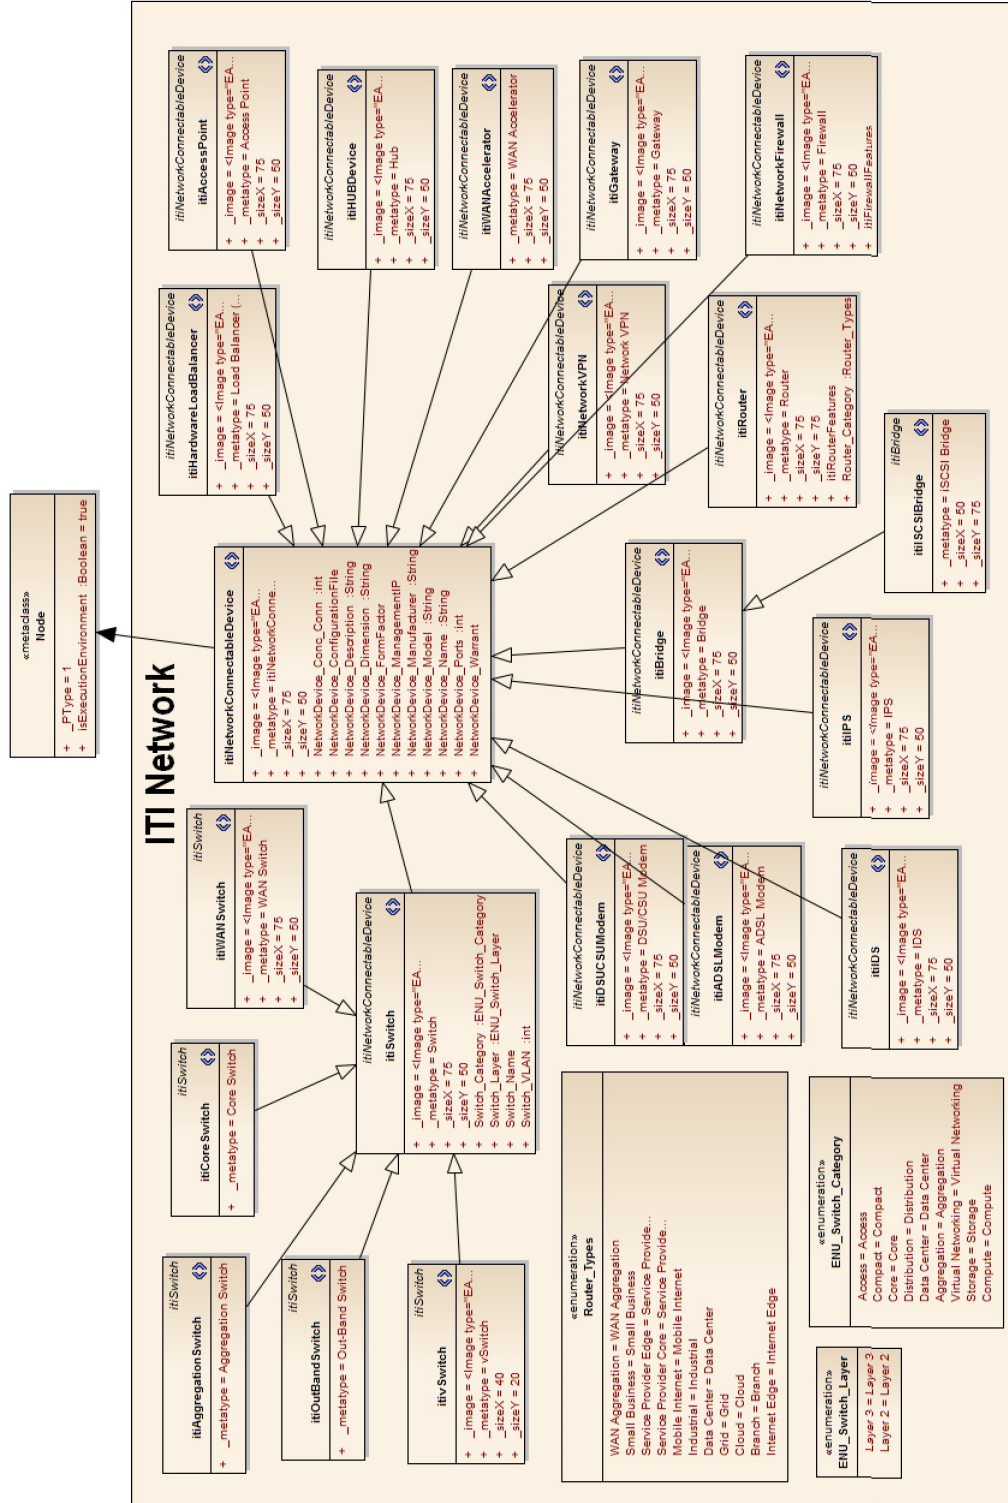 «metaclass»
Node
+ _PType = 1
+ isExecutionEnvironment :Boolean = true
ITI Network
itiSwitch
itiAggregationSwitch
+ _metatype = Aggregation Switch
itiSwitch
itiCoreSwitch
+ _metatype = Core Switch
itiSwitch
itiWANSwitch
+ _image = <Image type="EA...
+ _metatype = WAN Switch
+ _sizeX = 75
+ _sizeY = 50
itiNetworkConnectableDevice
+ _image = <Image type="EA...
+ _metatype = itiNetworkConne...
+ _sizeX = 75
+ _sizeY = 50
+ NetworkDevice_Conc_Conn :int
+ NetworkDevice_ConfigurationFile
+ NetworkDevice_Description :String
+ NetworkDevice_Dimension :String
+ NetworkDevice_FormFactor
+ NetworkDevice_ManagementIP
+ NetworkDevice_Manufacturer :String
+ NetworkDevice_Model :String
+ NetworkDevice_Name :String
+ NetworkDevice_Ports :int
+ NetworkDevice_Warrant
itiNetworkConnectableDevice
itiHardwareLoadBalancer
+ _image = <Image type="EA...
+ _metatype = Load Balancer (...
+ _sizeX = 75
+ _sizeY = 50
itiNetworkConnectableDevice
itiAccessPoint
+ _image = <Image type="EA...
+ _metatype = Access Point
+ _sizeX = 75
+ _sizeY = 50
itiSwitch
itiOutBandSwitch
+ _metatype = Out-Band Switch
itiNetworkConnectableDevice
itiHUBDevice
+ _image = <Image type="EA...
+ _metatype = Hub
+ _sizeX = 75
+ _sizeY = 50
itiSwitch
itivSwitch
+ _image = <Image type="EA...
+ _metatype = vSwitch
+ _sizeX = 40
+ _sizeY = 20
itiNetworkConnectableDevice
itiSwitch
+ _image = <Image type="EA...
+ _metatype = Switch
+ _sizeX = 75
+ _sizeY = 50
+ Switch_Category :ENU_Switch_Category
+ Switch_Layer :ENU_Switch_Layer
+ Switch_Name
+ Switch_VLAN :int
itiNetworkConnectableDevice
itiWANAccelerator
+ _metatype = WAN Accelerator
+ _sizeX = 75
+ _sizeY = 50
itiNetworkConnectableDevice
itiNetworkVPN
+ _image = <Image type="EA...
+ _metatype = Network VPN
+ _sizeX = 75
+ _sizeY = 50
itiNetworkConnectableDevice
itiGateway
+ _image = <Image type="EA...
+ _metatype = Gateway
+ _sizeX = 75
+ _sizeY = 50
«enumeration»
Router_Types
WAN Aggregation = WAN Aggregation
Small Business = Small Business
Service Provider Edge = Service Provide...
Service Provider Core = Service Provide...
Mobile Internet = Mobile Internet
Industrial = Industrial
Data Center = Data Center
Grid = Grid
Cloud = Cloud
Branch = Branch
Internet Edge = Internet Edge
itiNetworkConnectableDevice
itiDSUCSUModem
+ _image = <Image type="EA...
+ _metatype = DSU/CSU Modem
+ _sizeX = 75
+ _sizeY = 50
itiNetworkConnectableDevice
itiADSLModem
+ _image = <Image type="EA...
+ _metatype = ADSL Modem
+ _sizeX = 75
+ _sizeY = 50
itiNetworkConnectableDevice
itiBridge
+ _image = <Image type="EA...
+ _metatype = Bridge
+ _sizeX = 75
+ _sizeY = 50
itiNetworkConnectableDevice
itiRouter
+ _image = <Image type="EA...
+ _metatype = Router
+ _sizeX = 75
+ _sizeY = 75
+ itiRouterFeatures
+ Router_Category :Router_Types
itiNetworkConnectableDevice
itiNetworkFirewall
+ _image = <Image type="EA...
+ _metatype = Firewall
+ _sizeX = 75
+ _sizeY = 50
+ itiFirewallFeatures
«enumeration»
ENU_Switch_Layer
Layer 3 = Layer 3
Layer 2 = Layer 2
«enumeration»
ENU_Switch_Category
Access = Access
Compact = Compact
Core = Core
Distribution = Distribution
Data Center = Data Center
Aggregation = Aggregation
Virtual Networking = Virtual Networking
Storage = Storage
Compute = Compute
itiNetworkConnectableDevice
itiIDS
+ _image = <Image type="EA...
+ _metatype = IDS
+ _sizeX = 75
+ _sizeY = 50
itiNetworkConnectableDevice
itiIPS
+ _image = <Image type="EA...
+ _metatype = IPS
+ _sizeX = 75
+ _sizeY = 50
itiBridge
itiISCSIBridge
+ _metatype = iSCSI Bridge
+ _sizeX = 50
+ _sizeY = 75